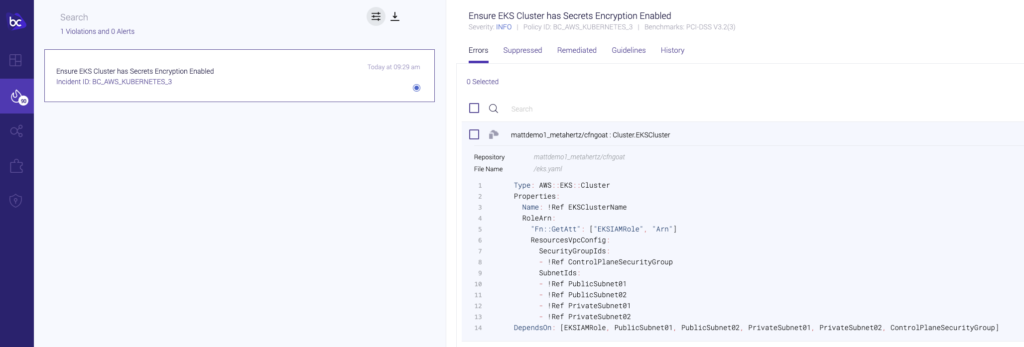 bc
Search
1 Violations and 0 Alerts
Ensure EKS Cluster has Secrets Encryption Enabled
Today at 09:29 am
Incident ID: BC_AWS_KUBERNETES_3
Ensure EKS Cluster has Secrets Encryption Enabled
Severity: INFO | Policy ID: BC_AWS_KUBERNETES_3 | Benchmarks: PCI-DSS V3.2(3)
Errors Suppressed Remediated Guidelines History
0 Selected
Search
mattdemo1_metahertz/cfngoat : Cluster.EKSCluster
Repository mattdemo1_metahertz/cfngoat
File Name /eks.yaml
1 Type: AWS::EKS::Cluster
2 Properties:
3 Name: !Ref EKSClusterName
4 RoleArn:
5 "Fn::GetAtt": ["EKSIAMRole", "Arn"]
6 ResourcesVpcConfig:
7 SecurityGroupIds:
8 - !Ref ControlPlaneSecurityGroup
9 SubnetIds:
10 - !Ref PublicSubnet01
11 - !Ref PublicSubnet02
12 - !Ref PrivateSubnet01
13 - !Ref PrivateSubnet02
14 DependsOn: [EKSIAMRole, PublicSubnet01, PublicSubnet02, PrivateSubnet01, PrivateSubnet02, ControlPlaneSecurityGroup]